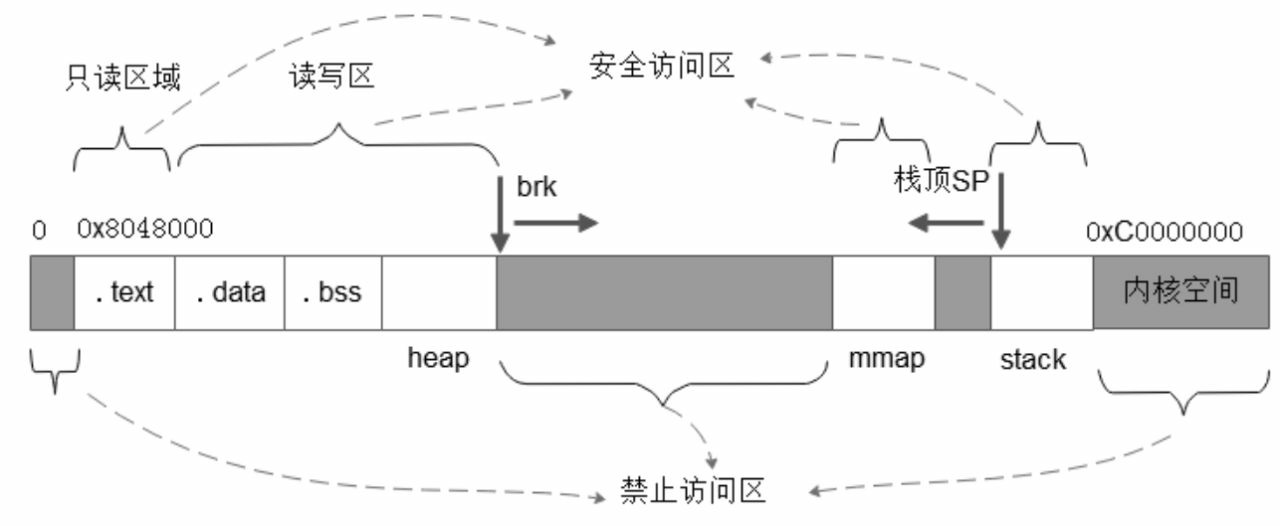 安全访问区
只读区域
读写区
栈顶SP
brk
0
0x8048000
0xC0000000
.text
.data
.bss
内核空间
heap
mmap
stack
禁止访问区